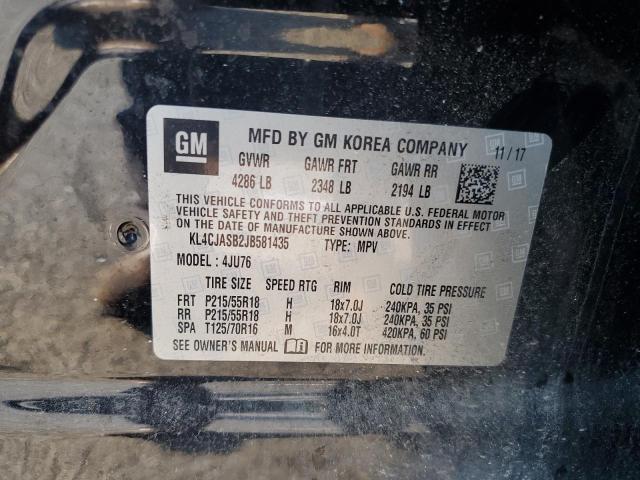 GM MFD BY GM KOREA COMPANY 11/17
GVWR GAWR FRT GAWR RR
4286 LB 2348 LB 2194 LB
THIS VEHICLE CONFORMS TO ALL APPLICABLE U.S. FEDERAL MOTOR
VEHICLE SAFETY AND THEFT PREVENTION STANDARDS IN EFFECT
ON THE DATE OF MANUFACTURE SHOWN ABOVE.
KL4CJASB2JB581435 TYPE: MPV
MODEL: 4JU76
TIRE SIZE SPEED RTG RIM COLD TIRE PRESSURE
FRT P215/55R18 H 18x7.0J 240KPA, 35 PSI
RR P215/55R18 H 18x7.0J 240KPA, 35 PSI
SPA T125/70R16 M 16x4.0T 420KPA, 60 PSI
SEE OWNER'S MANUAL FOR MORE INFORMATION.